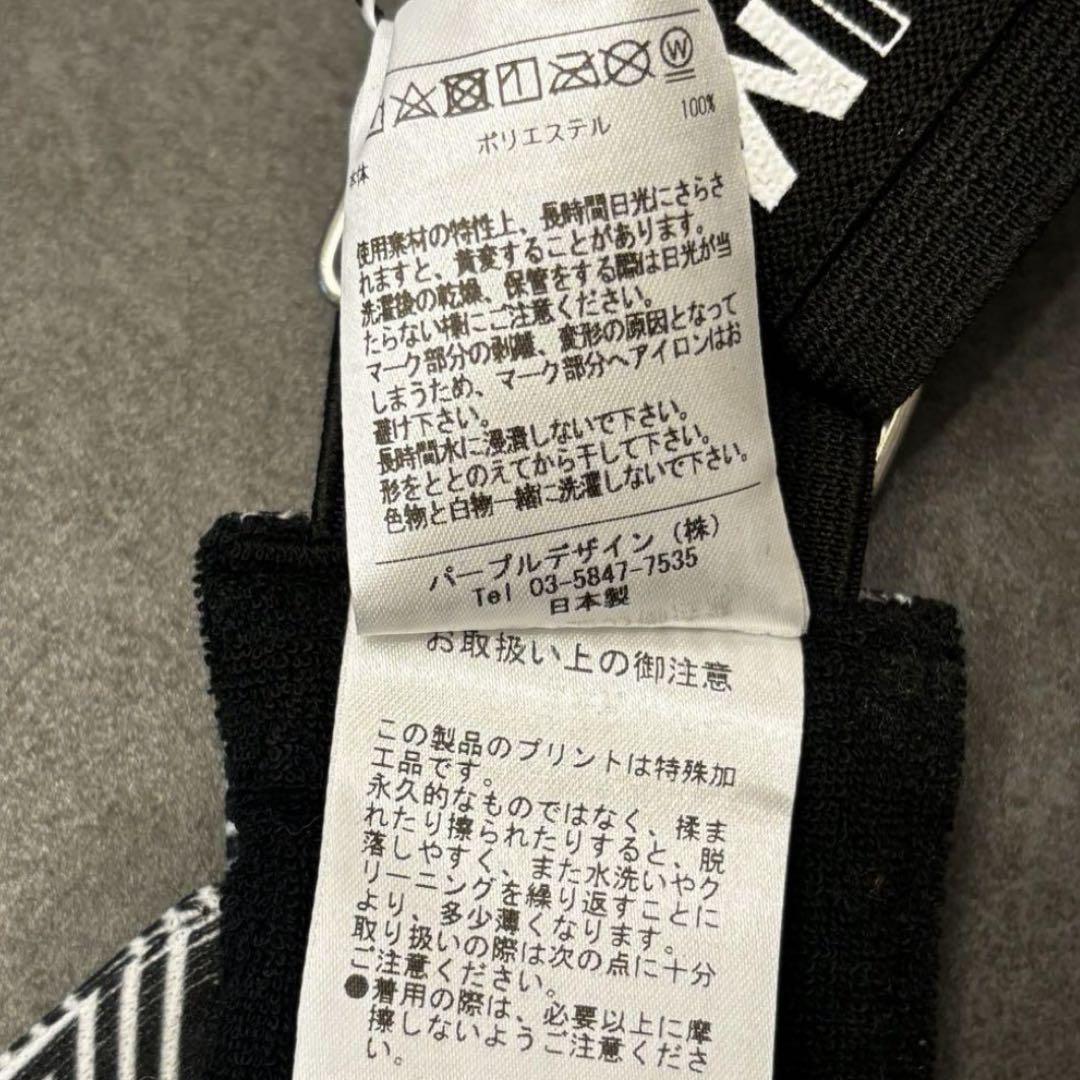 W
本体 ポリエステル 100%
使用素材の特性上、長時間日光にさらさ
れますと、黄変することがあります。
洗濯後の乾燥、保管をする際は日光が当
たらない様にご注意ください。
マーク部分の剥離、変形の原因となって
しまうため、マーク部分へアイロンはお
避け下さい。
長時間水に浸漬しないで下さい。
形をととのえてから干して下さい。
色物と白物一緒に洗濯しないで下さい。
パープルデザイン(株)
Tel 03-5847-7535
日本製
お取扱い上の御注意
この製品のプリントは特殊加
工品です。
永久的なものではなく、揉ま
れたり擦られたりすると、脱
落しやすく、また水洗いやク
リーニングを繰り返すことに
より、多少薄くなります。
取り扱いの際は次の点に十分
ご注意ください。
●着用の際は、必要以上に摩
擦しないようご注意くださ
い。